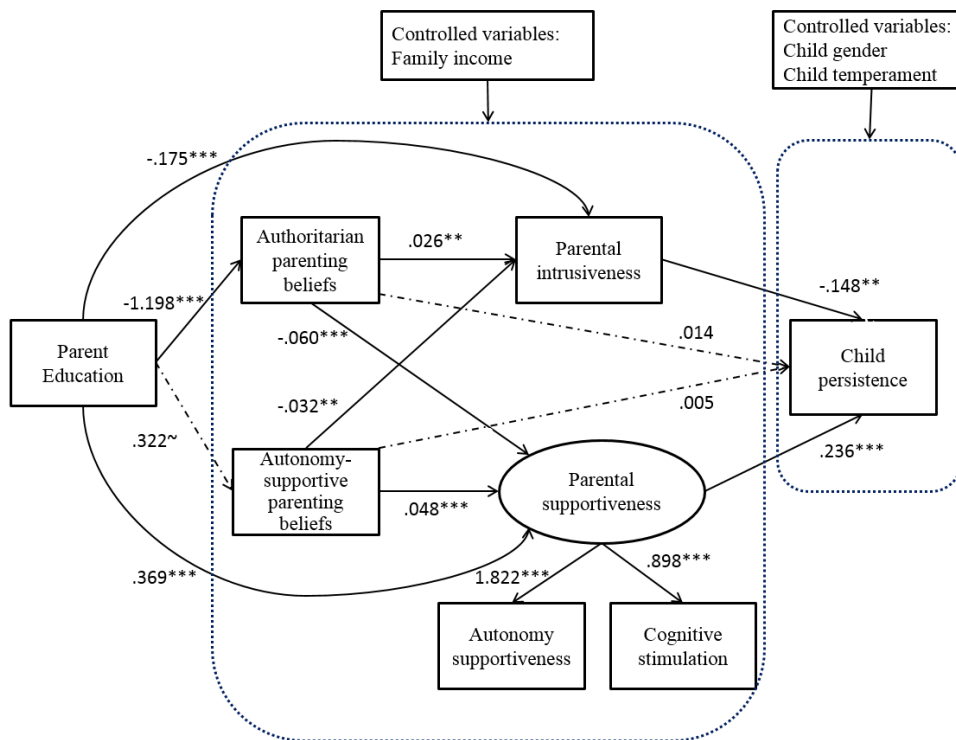 Controlled variables:
Family income
Controlled variables:
Child gender
Child temperament
-.175***
Authoritarian
parenting
beliefs
.026**
Parental
intrusiveness
-1.198***
-.148**
-.060***
.014
Parent
Education
Child
persistence
-.032**
.005
.322~
.236***
Autonomy-
supportive
parenting
beliefs
.048***
Parental
supportiveness
.369***
1.822***
.898***
Autonomy
supportiveness
Cognitive
stimulation